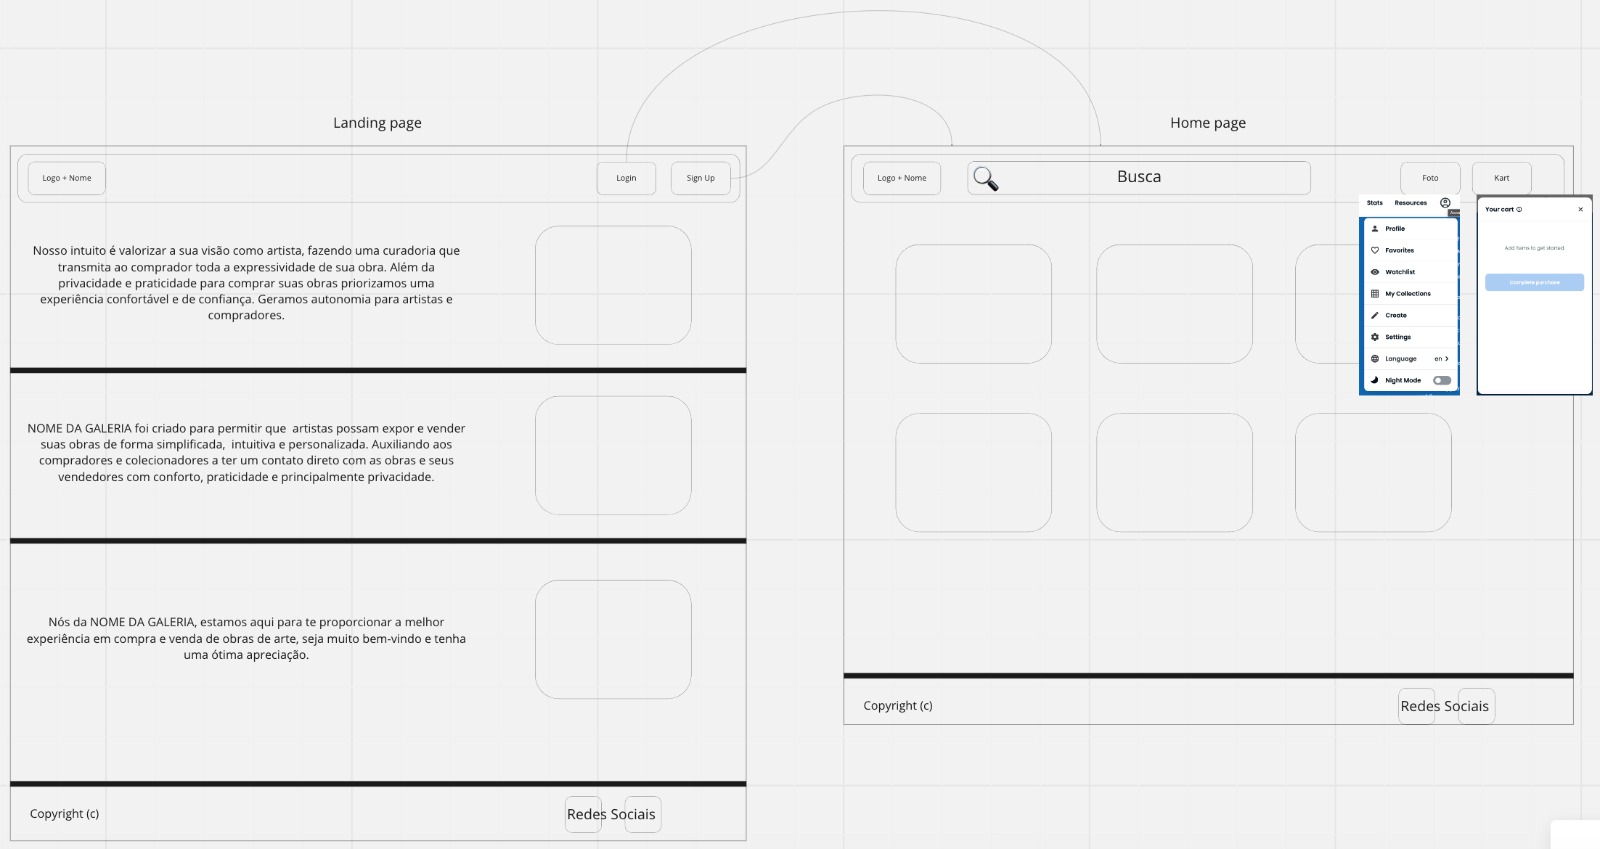 Landing page
Logo + Nome
Login
Sign Up
Nosso intuito é valorizar a sua visão como artista, fazendo uma curadoria que
transmita ao comprador toda a expressividade de sua obra. Além da
privacidade e praticidade para comprar suas obras priorizamos uma
experiência confortável e de confiança. Geramos autonomia para artistas e
compradores.
NOME DA GALERIA foi criado para permitir que artistas possam expor e vender
suas obras de forma simplificada, intuitiva e personalizada. Auxiliando aos
compradores e colecionadores a ter um contato direto com as obras e seus
vendedores com conforto, praticidade e principalmente privacidade.
Nós da NOME DA GALERIA, estamos aqui para te proporcionar a melhor
experiência em compra e venda de obras de arte, seja muito bem-vindo e tenha
uma ótima apreciação.
Copyright (c)
Redes Sociais
Home page
Logo + Nome
Busca
Foto
Kart
Stats Resources
Profile
Favorites
Watchlist
My Collections
Create
Settings
Language en
Night Mode
Your cart
Add items to get started.
Complete purchase
Copyright (c)
Redes Sociais